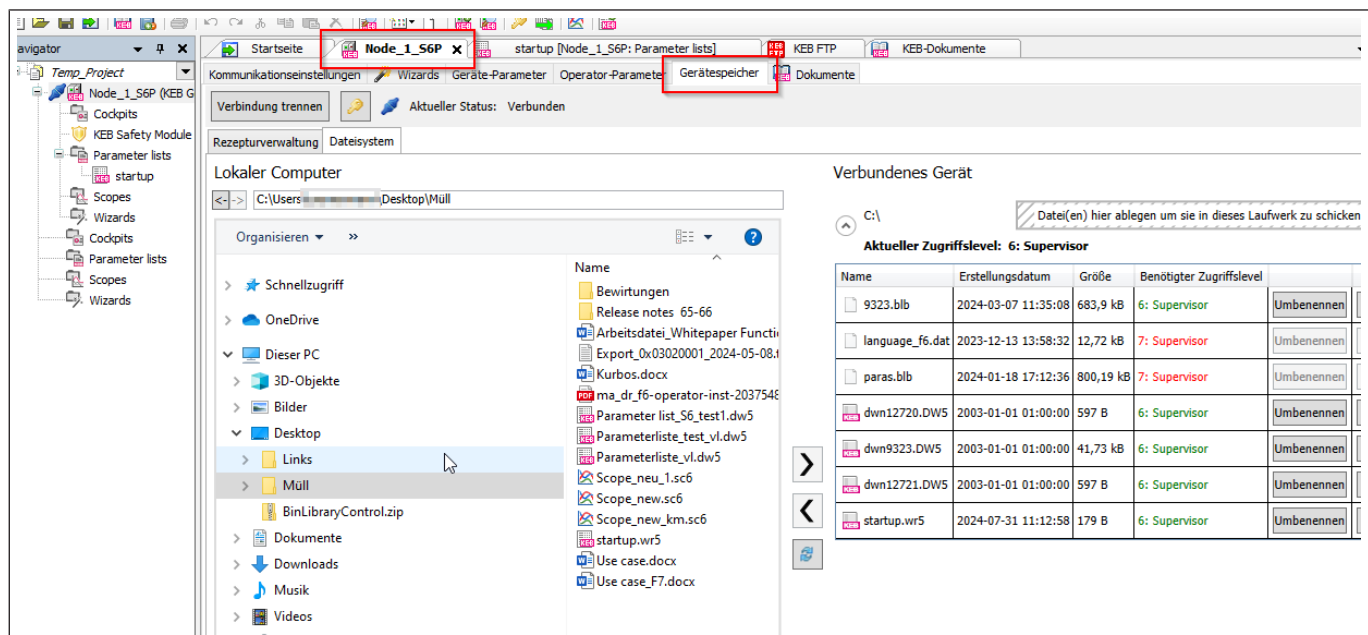 avigator
Startseite
Node_1_S6P
startup [Node_1_S6P: Parameter lists]
KEB FTP
KEB-Dokumente
Temp_Project
Node_1_S6P (KEB G
Cockpits
KEB Safety Module
Parameter lists
startup
Scopes
Wizards
Cockpits
Parameter lists
Scopes
Wizards
Kommunikationseinstellungen
Wizards
Geräte-Parameter
Operator-Parameter
Gerätespeicher
Dokumente
Verbindung trennen
Aktueller Status: Verbunden
Rezepturverwaltung
Dateisystem
Lokaler Computer
<-
->
C:\Users
Desktop\Müll
Organisieren
»
Schnellzugriff
OneDrive
Dieser PC
3D-Objekte
Bilder
Desktop
Links
Müll
BinLibraryControl.zip
Dokumente
Downloads
Musik
Videos
Name
Bewirtungen
Release notes 65-66
Arbeitsdatei_Whitepaper Functi
Export_0x03020001_2024-05-08.t
Kurbos.docx
ma_dr_f6-operator-inst-2037548
Parameter list_S6_test1.dw5
Parameterliste_test_vl.dw5
Parameterliste_vl.dw5
Scope_neu_1.sc6
Scope_new.sc6
Scope_new_km.sc6
startup.wr5
Use case.docx
Use case_F7.docx
Verbundenes Gerät
C:\
Datei(en) hier ablegen um sie in dieses Laufwerk zu schicken
Aktueller Zugriffslevel: 6: Supervisor
Name Erstellungsdatum Größe Benötigter Zugriffslevel
9323.blb 2024-03-07 11:35:08 683,9 kB 6: Supervisor Umbenennen
language_f6.dat 2023-12-13 13:58:32 12,72 kB 7: Supervisor Umbenennen
paras.blb 2024-01-18 17:12:36 800,19 kB 7: Supervisor Umbenennen
dwn12720.DW5 2003-01-01 01:00:00 597 B 6: Supervisor Umbenennen
dwn9323.DW5 2003-01-01 01:00:00 41,73 kB 6: Supervisor Umbenennen
dwn12721.DW5 2003-01-01 01:00:00 597 B 6: Supervisor Umbenennen
startup.wr5 2024-07-31 11:12:58 179 B 6: Supervisor Umbenennen